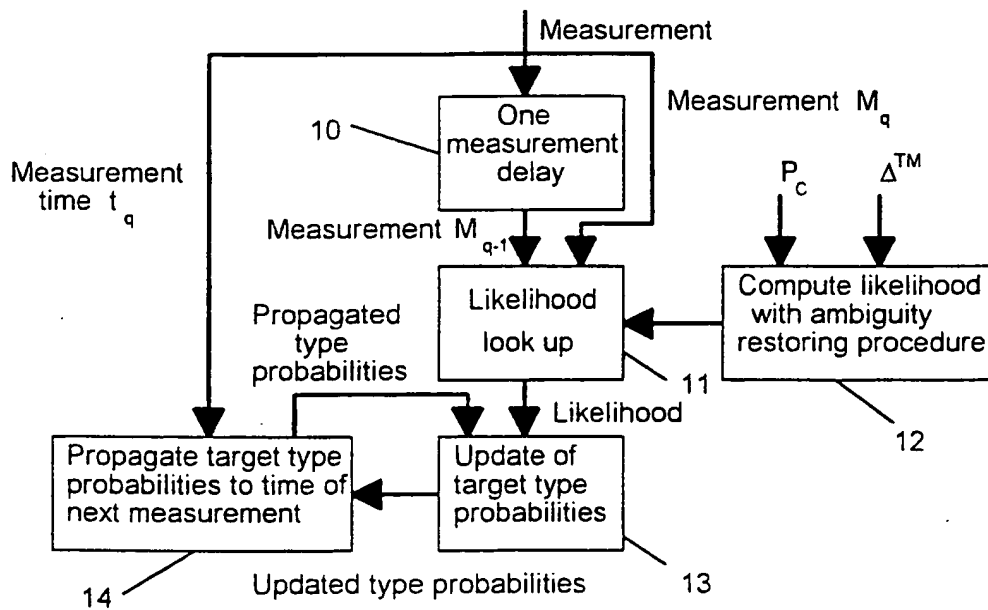 Measurement
Measurement M_q
10
One
measurement
delay
Measurement
time t_q
P_C
Δ^TM
Measurement M_q-1
Likelihood
look up
Compute likelihood
with ambiguity
restoring procedure
Propagated
type
probabilities
11
12
Likelihood
Propagate target type
probabilities to time of
next measurement
Update of
target type
probabilities
14
Updated type probabilities
13